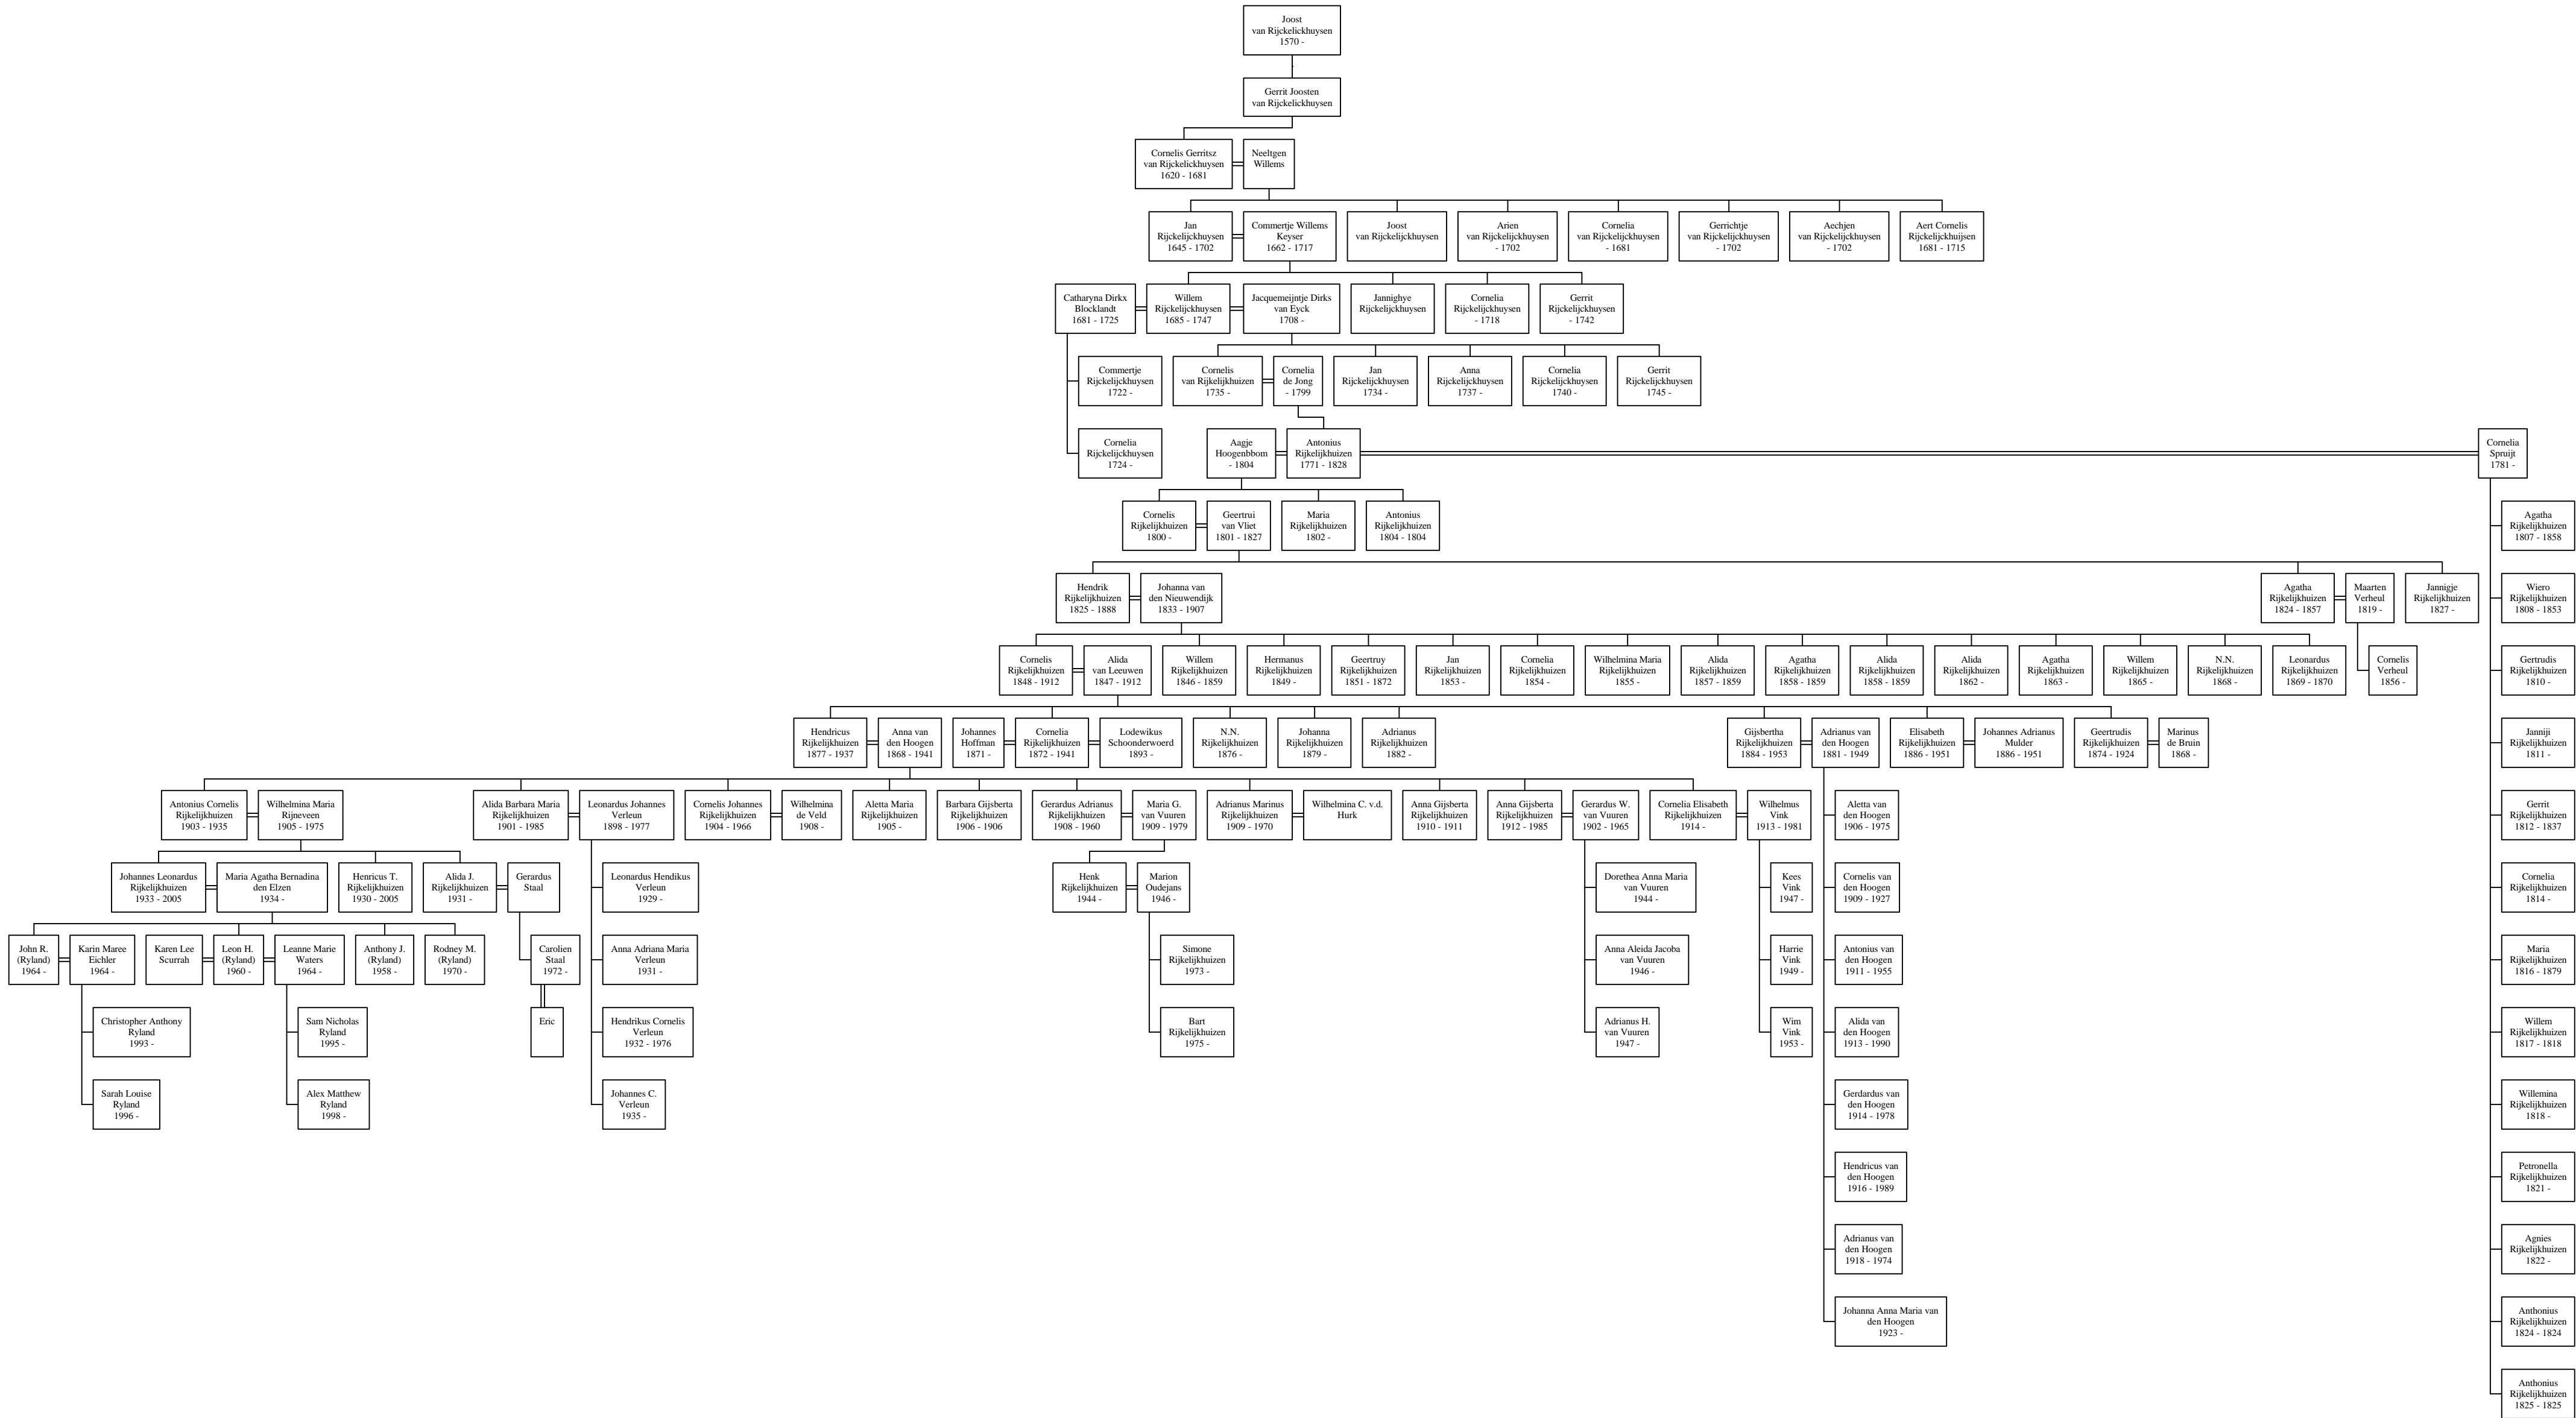 Joost
van Rijckelickhuysen
1570 -
Gerrit Joosten
van Rijckelickhuysen
Cornelis Gerritsz
van Rijckelickhuysen
1620 - 1681
Neeltgen
Willems
Jan
Rijckelijckhuysen
1645 - 1702
Commertje Willems
Keyser
1662 - 1717
Joost
van Rijckelijckhuysen
Arien
van Rijckelijckhuysen
- 1702
Cornelia
van Rijckelijckhuysen
- 1681
Gerrichtje
van Rijckelijckhuysen
- 1702
Aechjen
van Rijckelijckhuysen
- 1702
Aert Cornelis
Rijckelijckhuijsen
1681 - 1715
Catharyna Dirkx
Blocklandt
1681 - 1725
Willem
Rijckelijckhuysen
1685 - 1747
Jacquemeijntje Dirks
van Eyck
1708 -
Jannighye
Rijckelijckhuysen
Cornelia
Rijckelijckhuysen
- 1718
Gerrit
Rijckelijckhuysen
- 1742
Commertje
Rijckelijckhuysen
1722 -
Cornelis
van Rijkelijkhuizen
1735 -
Cornelia
de Jong
- 1799
Jan
Rijckelijckhuysen
1734 -
Anna
Rijckelijckhuysen
1737 -
Cornelia
Rijckelijckhuysen
1740 -
Gerrit
Rijckelijckhuysen
1745 -
Cornelia
Rijckelijckhuysen
1724 -
Aagje
Hoogenbbom
- 1804
Antonius
Rijkelijkhuizen
1771 - 1828
Cornelia
Spruijt
1781 -
Cornelis
Rijkelijkhuizen
1800 -
Geertrui
van Vliet
1801 - 1827
Maria
Rijkelijkhuizen
1802 -
Antonius
Rijkelijkhuizen
1804 - 1804
Agatha
Rijkelijkhuizen
1807 - 1858
Hendrik
Rijkelijkhuizen
1825 - 1888
Johanna van
den Nieuwendijk
1833 - 1907
Agatha
Rijkelijkhuizen
1824 - 1857
Maarten
Verheul
1819 -
Jannigje
Rijkelijkhuizen
1827 -
Wiero
Rijkelijkhuizen
1808 - 1853
Cornelis
Rijkelijkhuizen
1848 - 1912
Alida
van Leeuwen
1847 - 1912
Willem
Rijkelijkhuizen
1846 - 1859
Hermanus
Rijkelijkhuizen
1849 -
Geertruy
Rijkelijkhuizen
1851 - 1872
Jan
Rijkelijkhuizen
1853 -
Cornelia
Rijkelijkhuizen
1854 -
Wilhelmina Maria
Rijkelijkhuizen
1855 -
Alida
Rijkelijkhuizen
1857 - 1859
Agatha
Rijkelijkhuizen
1858 - 1859
Alida
Rijkelijkhuizen
1858 - 1859
Alida
Rijkelijkhuizen
1862 -
Agatha
Rijkelijkhuizen
1863 -
Willem
Rijkelijkhuizen
1865 -
N.N.
Rijkelijkhuizen
1868 -
Leonardus
Rijkelijkhuizen
1869 - 1870
Cornelis
Verheul
1856 -
Gertrudis
Rijkelijkhuizen
1810 -
Hendricus
Rijkelijkhuizen
1877 - 1937
Anna van
den Hoogen
1868 - 1941
Johannes
Hoffman
1871 -
Cornelia
Rijkelijkhuizen
1872 - 1941
Lodewikus
Schoonderwoerd
1893 -
N.N.
Rijkelijkhuizen
1876 -
Johanna
Rijkelijkhuizen
1879 -
Adrianus
Rijkelijkhuizen
1882 -
Gijsbertha
Rijkelijkhuizen
1884 - 1953
Adrianus van
den Hoogen
1881 - 1949
Elisabeth
Rijkelijkhuizen
1886 - 1951
Johannes Adrianus
Mulder
1886 - 1951
Geertrudis
Rijkelijkhuizen
1874 - 1924
Marinus
de Bruin
1868 -
Janniji
Rijkelijkhuizen
1811 -
Antonius Cornelis
Rijkelijkhuizen
1903 - 1935
Wilhelmina Maria
Rijneveen
1905 - 1975
Alida Barbara Maria
Rijkelijkhuizen
1901 - 1985
Leonardus Johannes
Verleun
1898 - 1977
Cornelis Johannes
Rijkelijkhuizen
1904 - 1966
Wilhelmina
de Veld
1908 -
Aletta Maria
Rijkelijkhuizen
1905 -
Barbara Gijsberta
Rijkelijkhuizen
1906 - 1906
Gerardus Adrianus
Rijkelijkhuizen
1908 - 1960
Maria G.
van Vuuren
1909 - 1979
Adrianus Marinus
Rijkelijkhuizen
1909 - 1970
Wilhelmina C. v.d.
Hurk
Anna Gijsberta
Rijkelijkhuizen
1910 - 1911
Anna Gijsberta
Rijkelijkhuizen
1912 - 1985
Gerardus W.
van Vuuren
1902 - 1965
Cornelia Elisabeth
Rijkelijkhuizen
1914 -
Wilhelmus
Vink
1913 - 1981
Aletta van
den Hoogen
1906 - 1975
Gerrit
Rijkelijkhuizen
1812 - 1837
Johannes Leonardus
Rijkelijkhuizen
1933 - 2005
Maria Agatha Bernadina
den Elzen
1934 -
Henricus T.
Rijkelijkhuizen
1930 - 2005
Alida J.
Rijkelijkhuizen
1931 -
Gerardus
Staal
Leonardus Hendikus
Verleun
1929 -
Henk
Rijkelijkhuizen
1944 -
Marion
Oudejans
1946 -
Dorethea Anna Maria
van Vuuren
1944 -
Kees
Vink
1947 -
Cornelis van
den Hoogen
1909 - 1927
Cornelia
Rijkelijkhuizen
1814 -
John R.
(Ryland)
1964 -
Karin Maree
Eichler
1964 -
Karen Lee
Scurrah
Leon H.
(Ryland)
1960 -
Leanne Marie
Waters
1964 -
Anthony J.
(Ryland)
1958 -
Rodney M.
(Ryland)
1970 -
Carolien
Staal
1972 -
Anna Adriana Maria
Verleun
1931 -
Simone
Rijkelijkhuizen
1973 -
Anna Aleida Jacoba
van Vuuren
1946 -
Harrie
Vink
1949 -
Antonius van
den Hoogen
1911 - 1955
Maria
Rijkelijkhuizen
1816 - 1879
Christopher Anthony
Ryland
1993 -
Sam Nicholas
Ryland
1995 -
Eric
Hendrikus Cornelis
Verleun
1932 - 1976
Bart
Rijkelijkhuizen
1975 -
Adrianus H.
van Vuuren
1947 -
Wim
Vink
1953 -
Alida van
den Hoogen
1913 - 1990
Willem
Rijkelijkhuizen
1817 - 1818
Sarah Louise
Ryland
1996 -
Alex Matthew
Ryland
1998 -
Johannes C.
Verleun
1935 -
Gerdardus van
den Hoogen
1914 - 1978
Willemina
Rijkelijkhuizen
1818 -
Hendricus van
den Hoogen
1916 - 1989
Petronella
Rijkelijkhuizen
1821 -
Adrianus van
den Hoogen
1918 - 1974
Agnies
Rijkelijkhuizen
1822 -
Johanna Anna Maria van
den Hoogen
1923 -
Anthonius
Rijkelijkhuizen
1824 - 1824
Anthonius
Rijkelijkhuizen
1825 - 1825